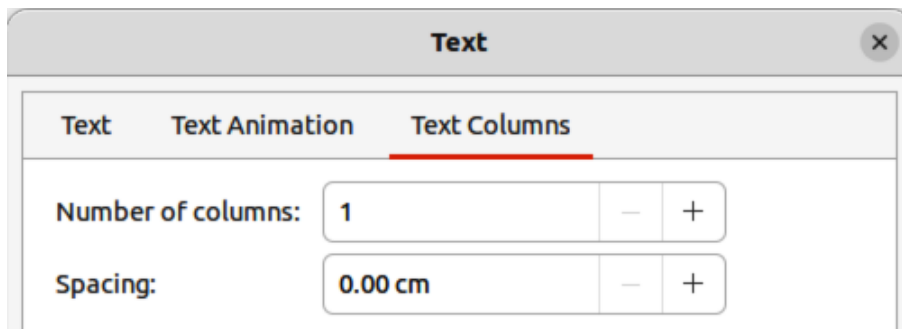 Text
Text Text Animation Text Columns
Number of columns: 1
Spacing: 0.00 cm